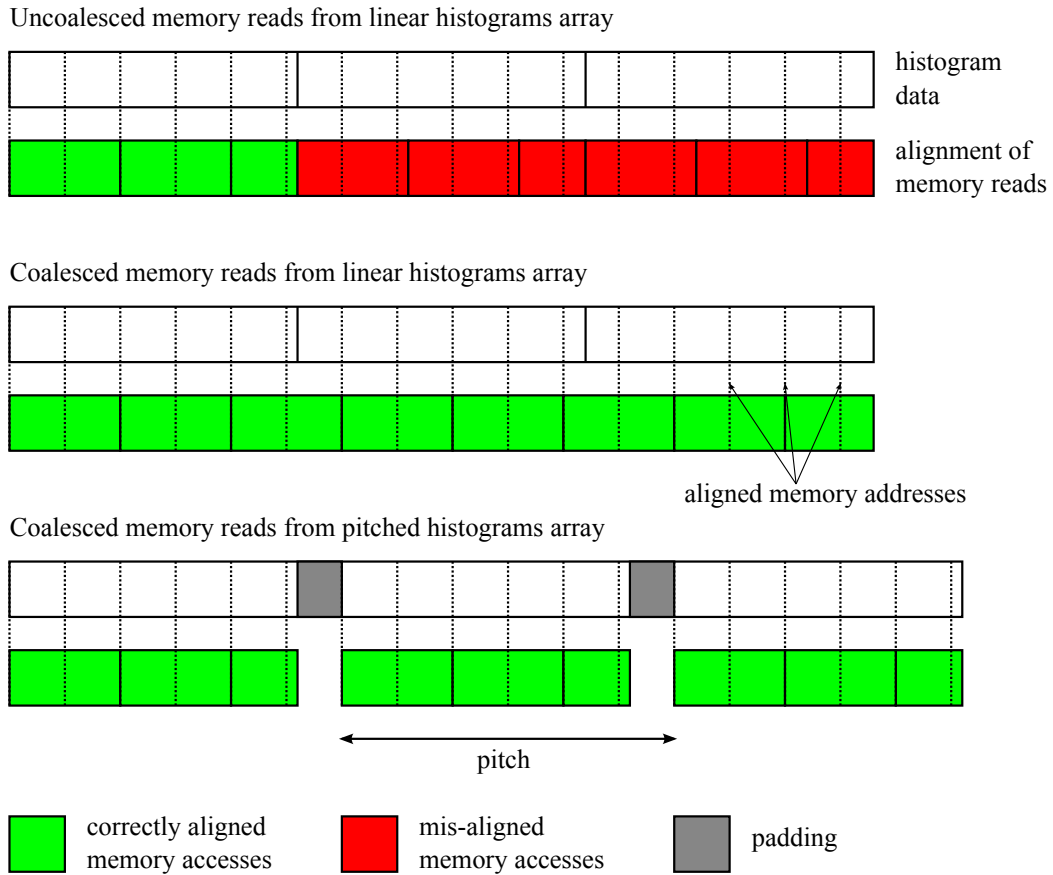 Uncoalesced memory reads from linear histograms array
histogram
data
alignment of
memory reads
Coalesced memory reads from linear histograms array
aligned memory addresses
Coalesced memory reads from pitched histograms array
pitch
correctly aligned
memory accesses
mis-aligned
memory accesses
padding